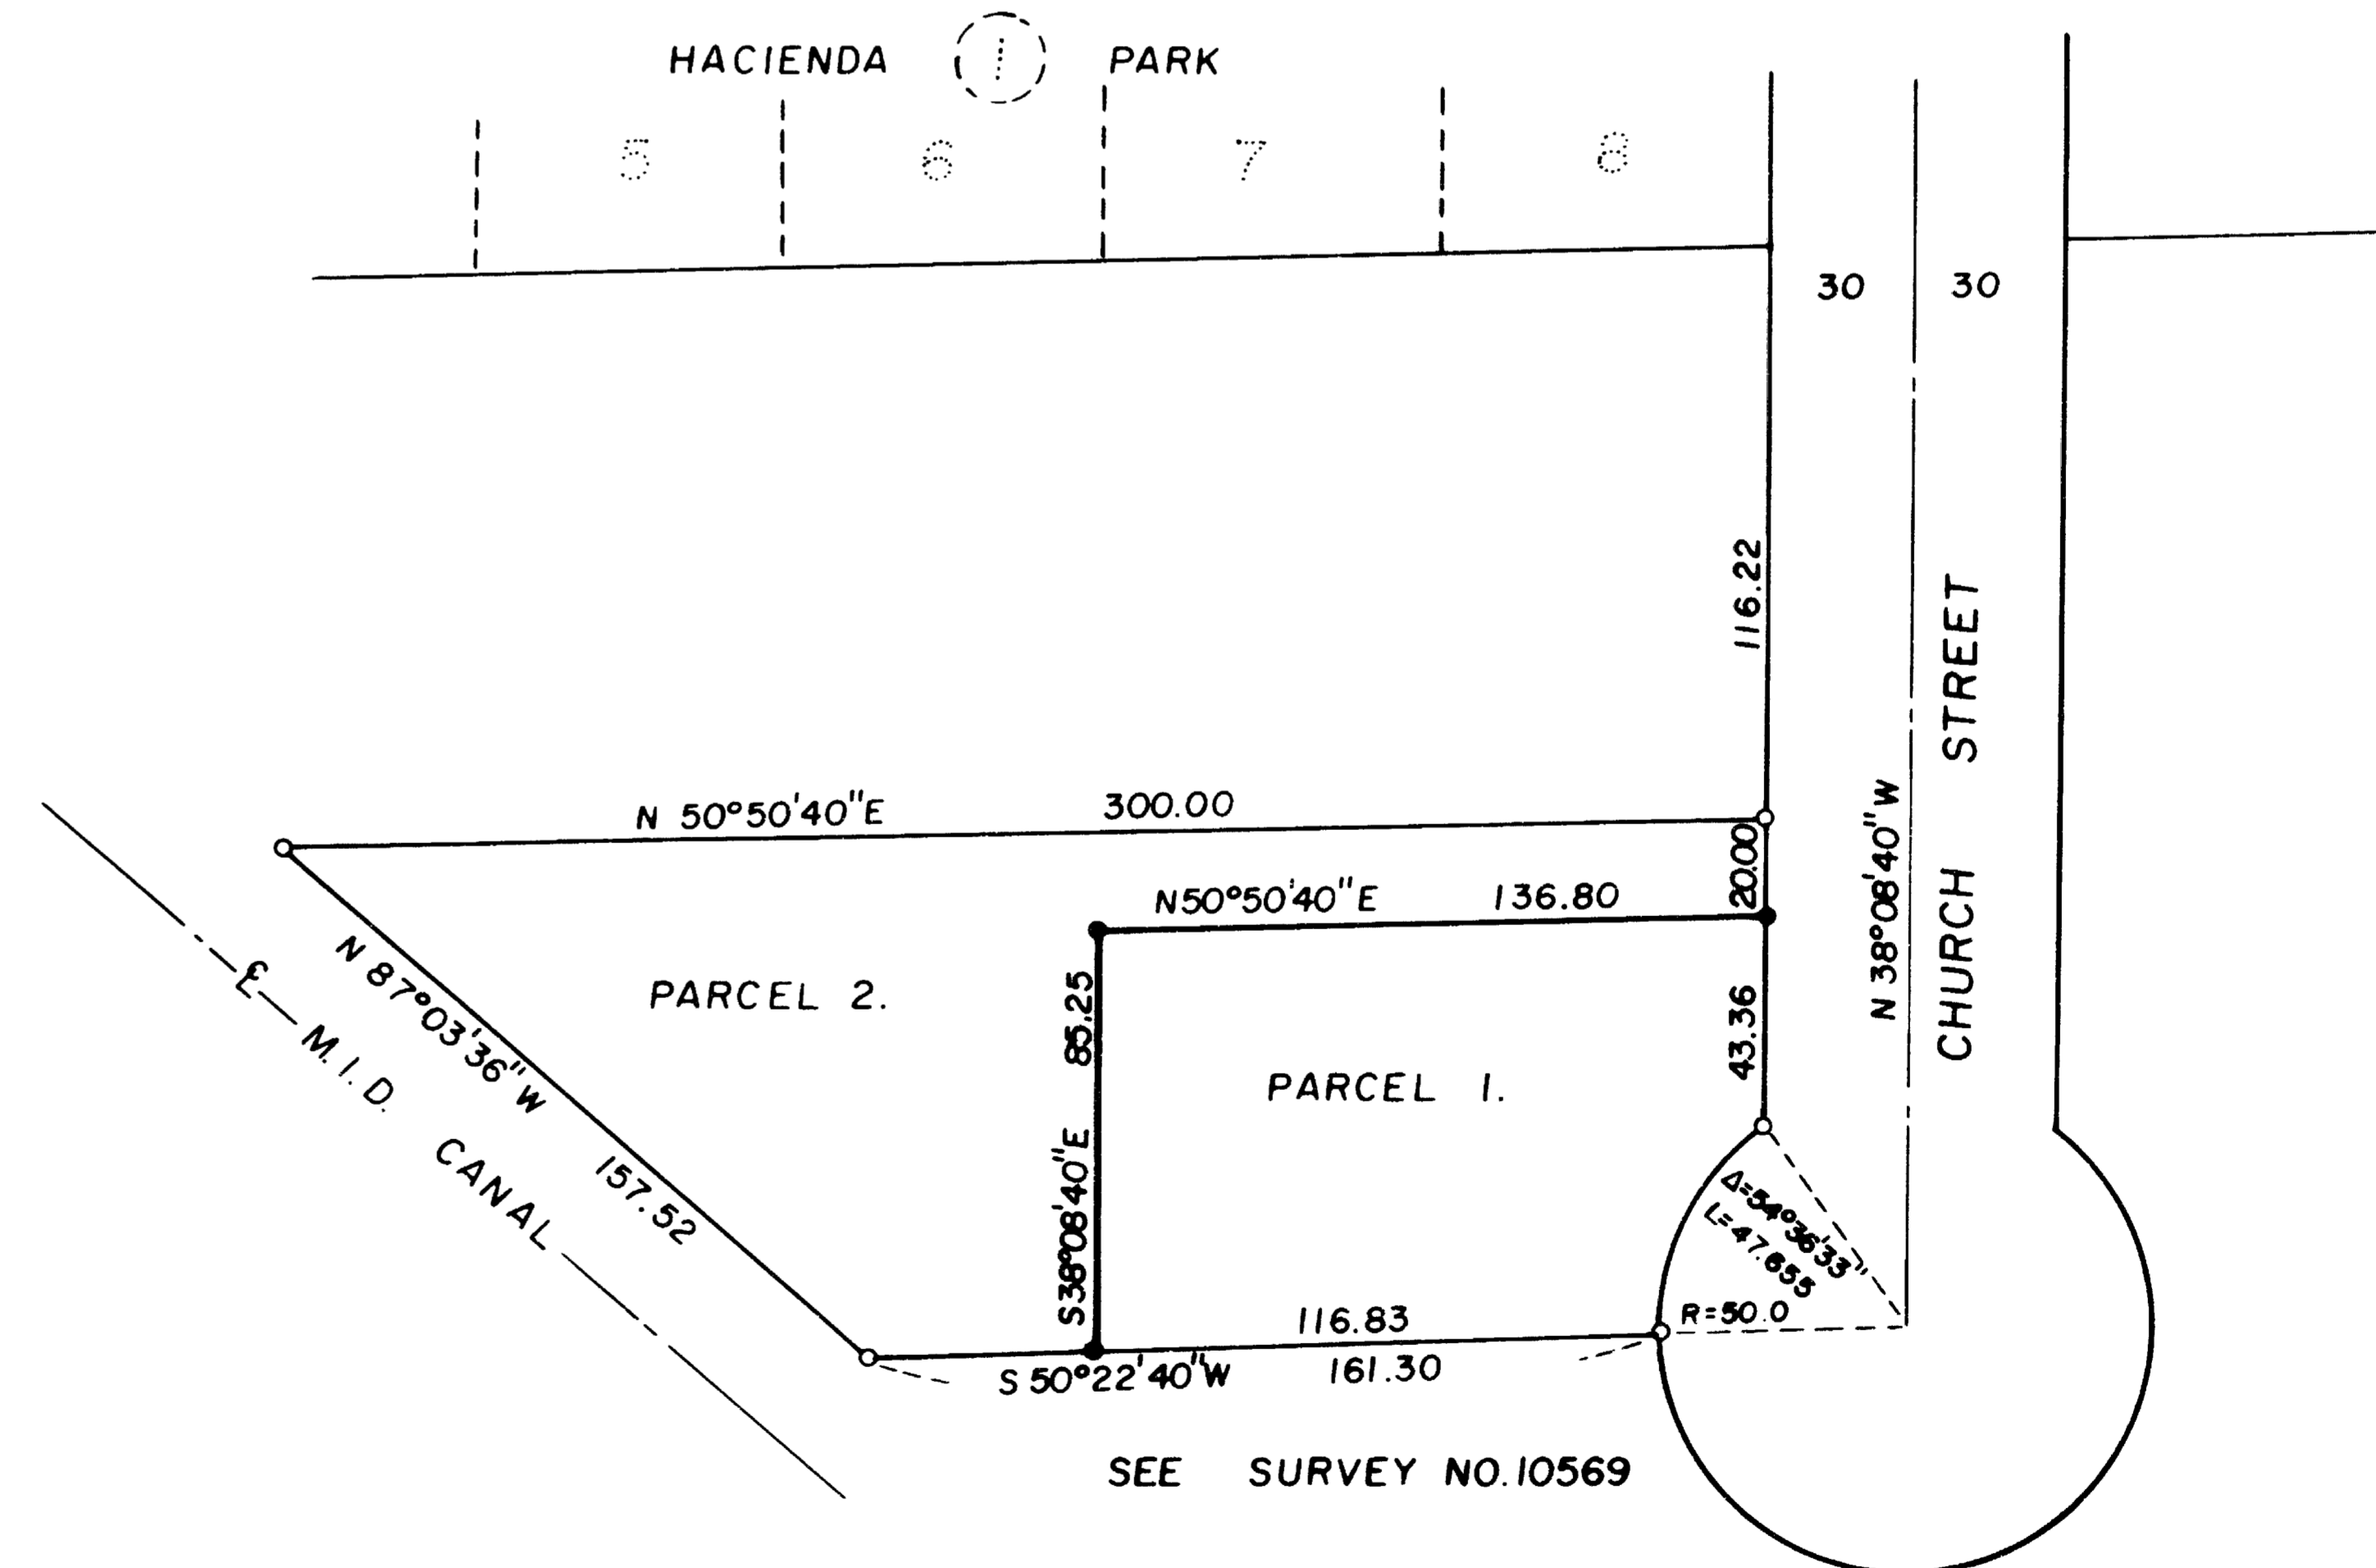 HACIENDA 1 PARK
5 6 7 8
30 30
116.22
N 38°08'40"W
CHURCH STREET
N 50°50'40"E 300.00
20.00
N50°50'40"E 136.80
43.36
℄ M.I.D. CANAL
N 87°03'36"W 157.52
PARCEL 2.
S38°08'40"E 85.25
PARCEL 1.
Δ=54°36'33"
L=47.655
R=50.0
116.83
S 50°22'40"W 161.30
SEE SURVEY NO.10569